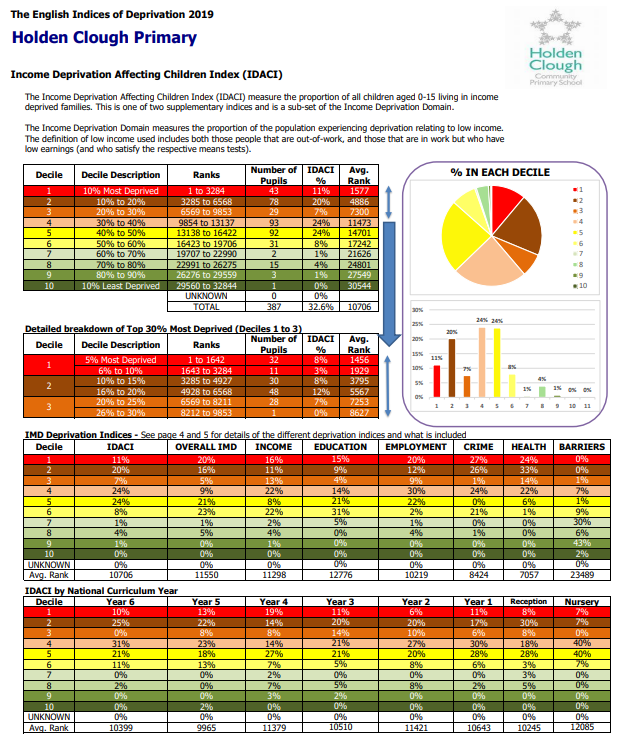 The English Indices of Deprivation 2019
Holden Clough Primary
Holden
Clough
Community
Primary School
Income Deprivation Affecting Children Index (IDACI)
The Income Deprivation Affecting Children Index (IDACI) measure the proportion of all children aged 0-15 living in income
deprived families. This is one of two supplementary indices and is a sub-set of the Income Deprivation Domain.
The Income Deprivation Domain measures the proportion of the population experiencing deprivation relating to low income.
The definition of low income used includes both those people that are out-of-work, and those that are in work but who have
low earnings (and who satisfy the respective means tests).
Decile Decile Description Ranks Number of Pupils IDACI % Avg. Rank
1 10% Most Deprived 1 to 3284 43 11% 1577
2 10% to 20% 3285 to 6568 78 20% 4886
3 20% to 30% 6569 to 9853 29 7% 7300
4 30% to 40% 9854 to 13137 93 24% 11473
5 40% to 50% 13138 to 16422 92 24% 14701
6 50% to 60% 16423 to 19706 31 8% 17242
7 60% to 70% 19707 to 22990 2 1% 21626
8 70% to 80% 22991 to 26275 15 4% 24801
9 80% to 90% 26276 to 29559 3 1% 27549
10 10% Least Deprived 29560 to 32844 1 0% 30544
UNKNOWN 0 0%
TOTAL 387 32.6% 10706
% IN EACH DECILE
1
2
3
4
5
6
7
8
9
10
30%
25%
20%
15%
10%
5%
0%
11% 20% 7% 24% 24% 8% 1% 4% 1% 0% 0%
1 2 3 4 5 6 7 8 9 10 11
Detailed breakdown of Top 30% Most Deprived (Deciles 1 to 3)
Decile Decile Description Ranks Number of Pupils IDACI % Avg. Rank
1 5% Most Deprived 1 to 1642 32 8% 1456
6% to 10% 1643 to 3284 11 3% 1929
2 10% to 15% 3285 to 4927 30 8% 3795
16% to 20% 4928 to 6568 48 12% 5567
3 20% to 25% 6569 to 8211 28 7% 7253
26% to 30% 8212 to 9853 1 0% 8627
IMD Deprivation Indices - See page 4 and 5 for details of the different deprivation indices and what is included
Decile IDACI OVERALL IMD INCOME EDUCATION EMPLOYMENT CRIME HEALTH BARRIERS
1 11% 20% 16% 15% 20% 27% 24% 0%
2 20% 16% 11% 9% 12% 26% 33% 0%
3 7% 5% 13% 4% 9% 1% 14% 1%
4 24% 9% 22% 14% 30% 24% 22% 7%
5 24% 21% 8% 21% 22% 0% 6% 1%
6 8% 23% 22% 31% 2% 21% 1% 9%
7 1% 1% 2% 5% 1% 0% 0% 30%
8 4% 5% 4% 0% 4% 1% 0% 6%
9 1% 0% 1% 0% 0% 0% 0% 43%
10 0% 0% 0% 0% 0% 0% 0% 2%
UNKNOWN 0% 0% 0% 0% 0% 0% 0% 0%
Avg. Rank 10706 11550 11298 12776 10219 8424 7057 23489
IDACI by National Curriculum Year
Decile Year 6 Year 5 Year 4 Year 3 Year 2 Year 1 Reception Nursery
1 10% 13% 19% 11% 6% 11% 8% 7%
2 25% 22% 14% 20% 20% 17% 30% 7%
3 0% 8% 8% 14% 10% 6% 8% 0%
4 31% 23% 14% 21% 27% 30% 18% 40%
5 21% 18% 27% 21% 20% 28% 28% 40%
6 11% 13% 7% 5% 8% 6% 3% 7%
7 0% 0% 2% 0% 0% 0% 3% 0%
8 2% 0% 7% 5% 8% 2% 5% 0%
9 0% 0% 3% 2% 0% 0% 0% 0%
10 0% 2% 0% 0% 0% 0% 0% 0%
UNKNOWN 0% 0% 0% 0% 0% 0% 0% 0%
Avg. Rank 10399 9965 11379 10510 11421 10643 10245 12085